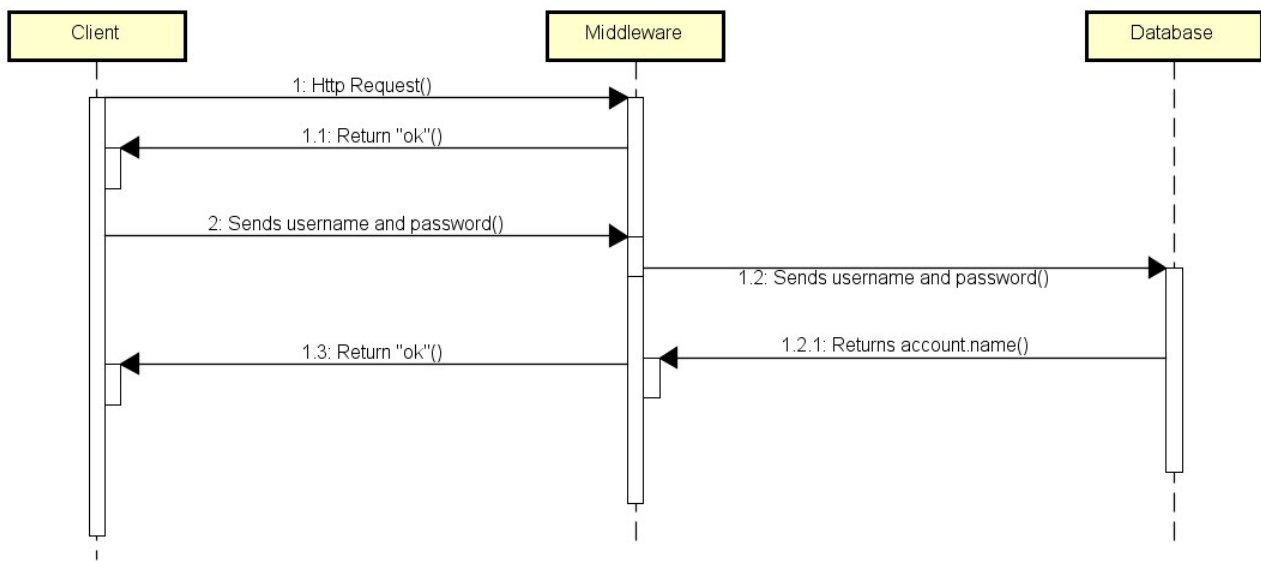 Client
Middleware
Database
1: Http Request()
1.1: Return "ok"()
2: Sends username and password()
1.2: Sends username and password()
1.2.1: Returns account.name()
1.3: Return "ok"()